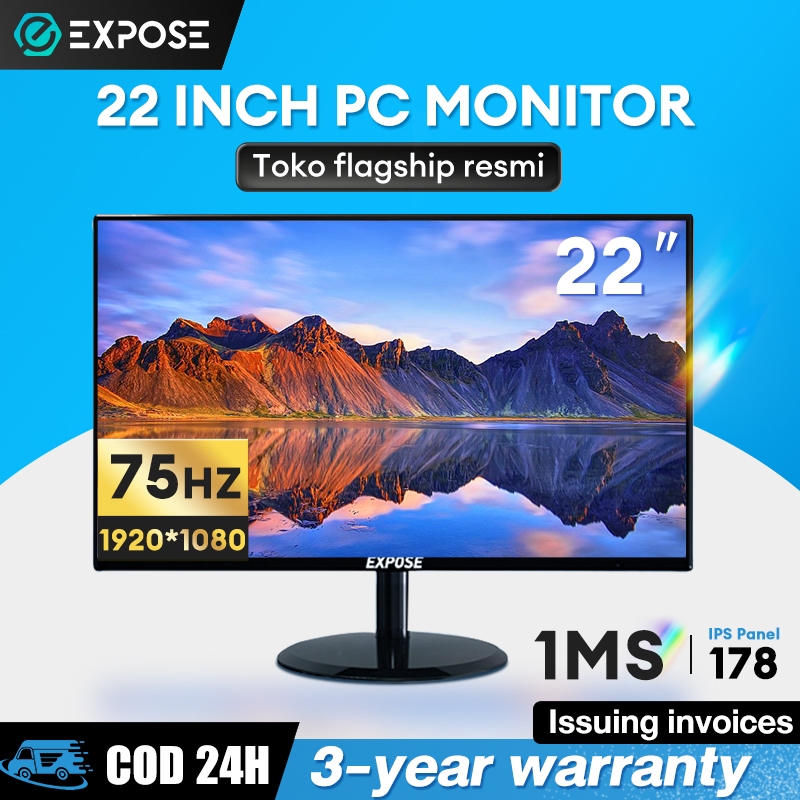 EXPOSE
22 INCH PC MONITOR
Toko flagship resmi
22"
75HZ
1920*1080
EXPOSE
1MS
IPS Panel
178
Issuing invoices
COD 24H
3-year warranty